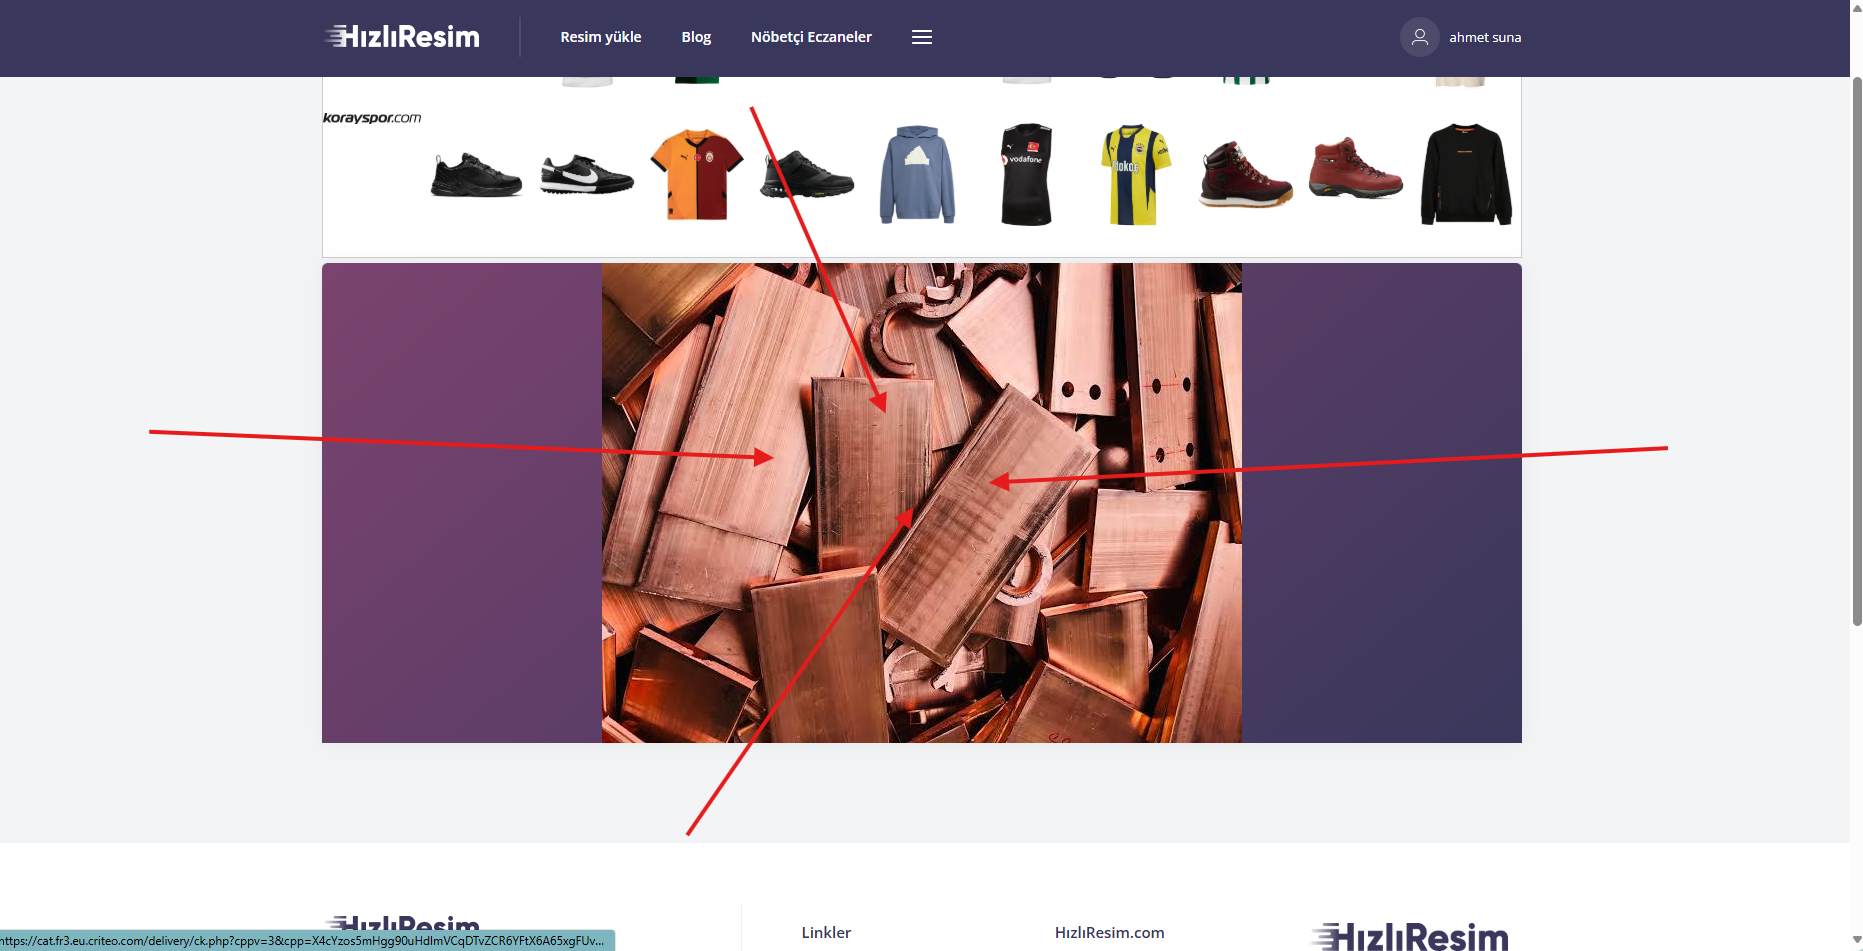 HızlıResim
Resim yükle
Blog
Nöbetçi Eczaneler
ahmet suna
korayspor.com
vodafone
HızlıResim
Linkler
HızlıResim.com
HızlıResim
https://cat.fr3.eu.criteo.com/delivery/ck.php?cppv=3&cpp=X4cYzos5mHgg90uHdlmVCqDTvZCR6YFtX6A65xgFUv...